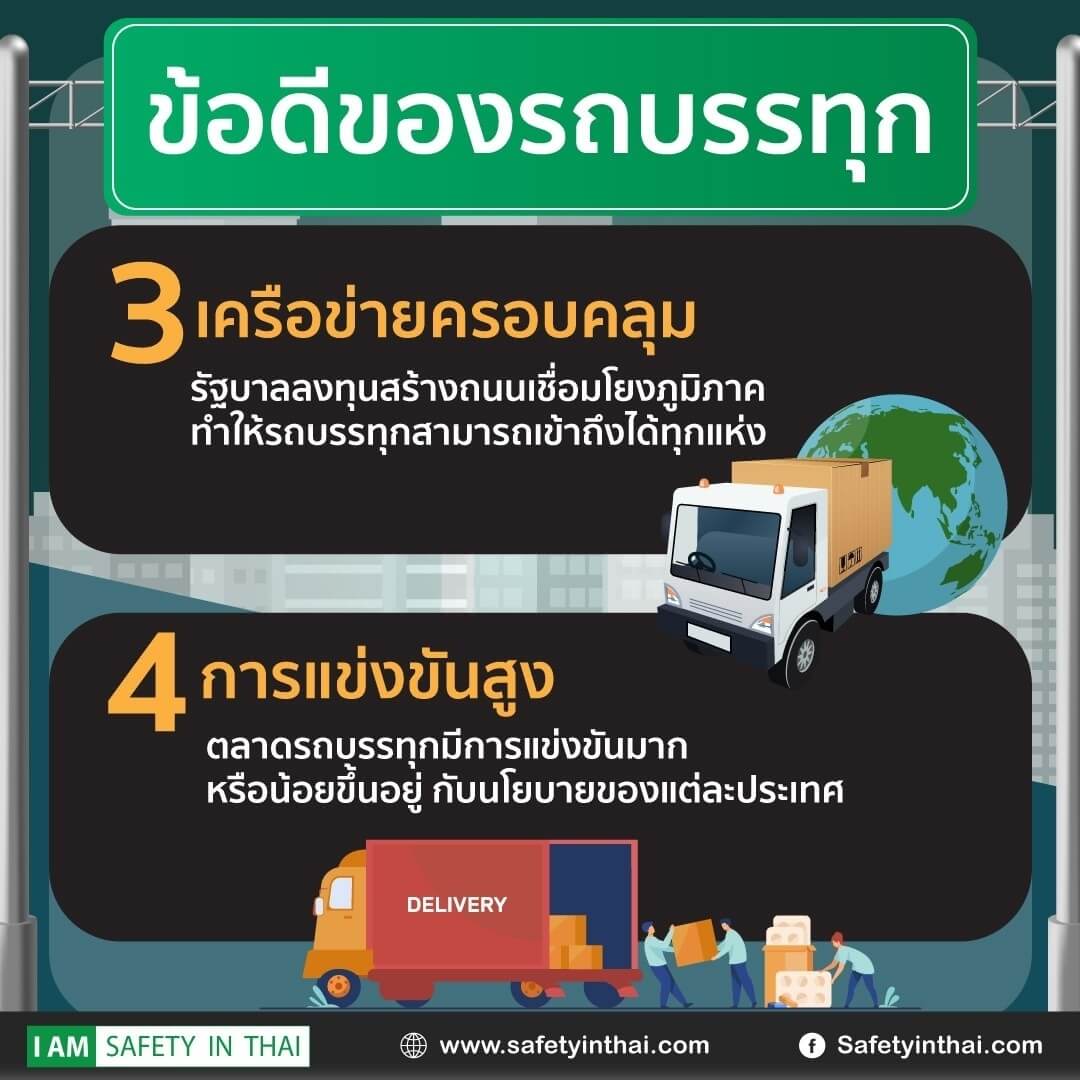 ข้อดีของรถบรรทุก
3 เครือข่ายครอบคลุม
รัฐบาลลงทุนสร้างถนนเชื่อมโยงภูมิภาค
ทำให้รถบรรทุกสามารถเข้าถึงได้ทุกแห่ง
4 การแข่งขันสูง
ตลาดรถบรรทุกมีการแข่งขันมาก
หรือน้อยขึ้นอยู่ กับนโยบายของแต่ละประเทศ
DELIVERY
I AM SAFETY IN THAI
www.safetyinthai.com
Safetyinthai.com